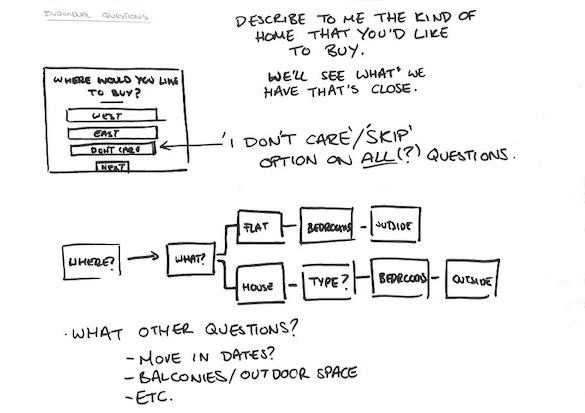 INDIVIDUAL QUESTIONS
DESCRIBE TO ME THE KIND OF
HOME THAT YOU'D LIKE
TO BUY.
WE'LL SEE WHAT WE
HAVE THAT'S CLOSE.
WHERE WOULD YOU LIKE
TO BUY?
WEST
EAST
DON'T CARE
NEXT
'I DON'T CARE'/'SKIP'
OPTION ON ALL(?) QUESTIONS.
WHERE?
WHAT?
FLAT
BEDROOMS
OUTSIDE
HOUSE
TYPE?
BEDROOMS
OUTSIDE
· WHAT OTHER QUESTIONS?
- MOVE IN DATES?
- BALCONIES/OUTDOOR SPACE
- ETC.